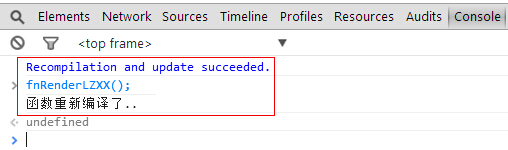 Elements Network Sources Timeline Profiles Resources Audits Console
<top frame>
Recompilation and update succeeded.
fnRenderLZXX();
函数重新编译了..
undefined